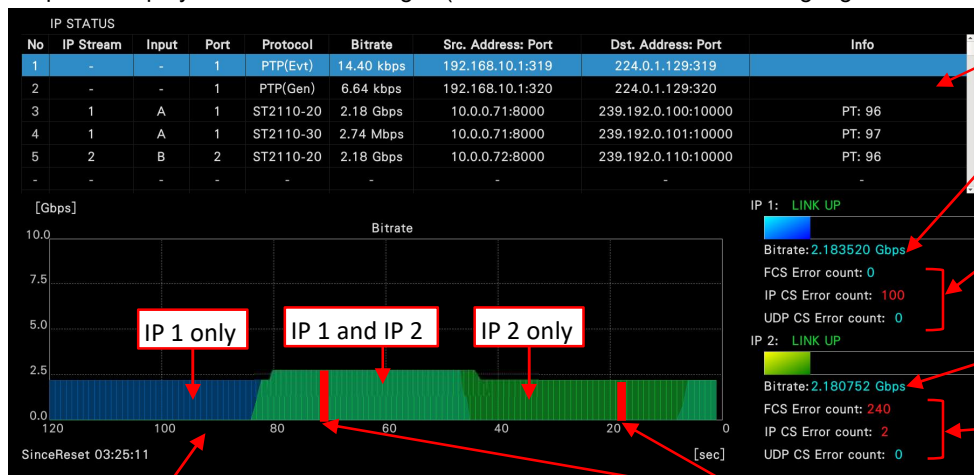 IP STATUS
No IP Stream Input Port Protocol Bitrate Src. Address: Port Dst. Address: Port Info
1 - - 1 PTP(Evt) 14.40 kbps 192.168.10.1:319 224.0.1.129:319
2 - - 1 PTP(Gen) 6.64 kbps 192.168.10.1:320 224.0.1.129:320
3 1 A 1 ST2110-20 2.18 Gbps 10.0.0.71:8000 239.192.0.100:10000 PT: 96
4 1 A 1 ST2110-30 2.74 Mbps 10.0.0.71:8000 239.192.0.101:10000 PT: 97
5 2 B 2 ST2110-20 2.18 Gbps 10.0.0.72:8000 239.192.0.110:10000 PT: 96
- - - - - - - - -
[Gbps]
Bitrate
10.0
7.5
5.0
2.5
0.0
IP 1 only
IP 1 and IP 2
IP 2 only
120 100 80 60 40 20 0
SinceReset 03:25:11 [sec]
IP 1: LINK UP
Bitrate: 2.183520 Gbps
FCS Error count: 0
IP CS Error count: 100
UDP CS Error count: 0
IP 2: LINK UP
Bitrate: 2.180752 Gbps
FCS Error count: 240
IP CS Error count: 2
UDP CS Error count: 0